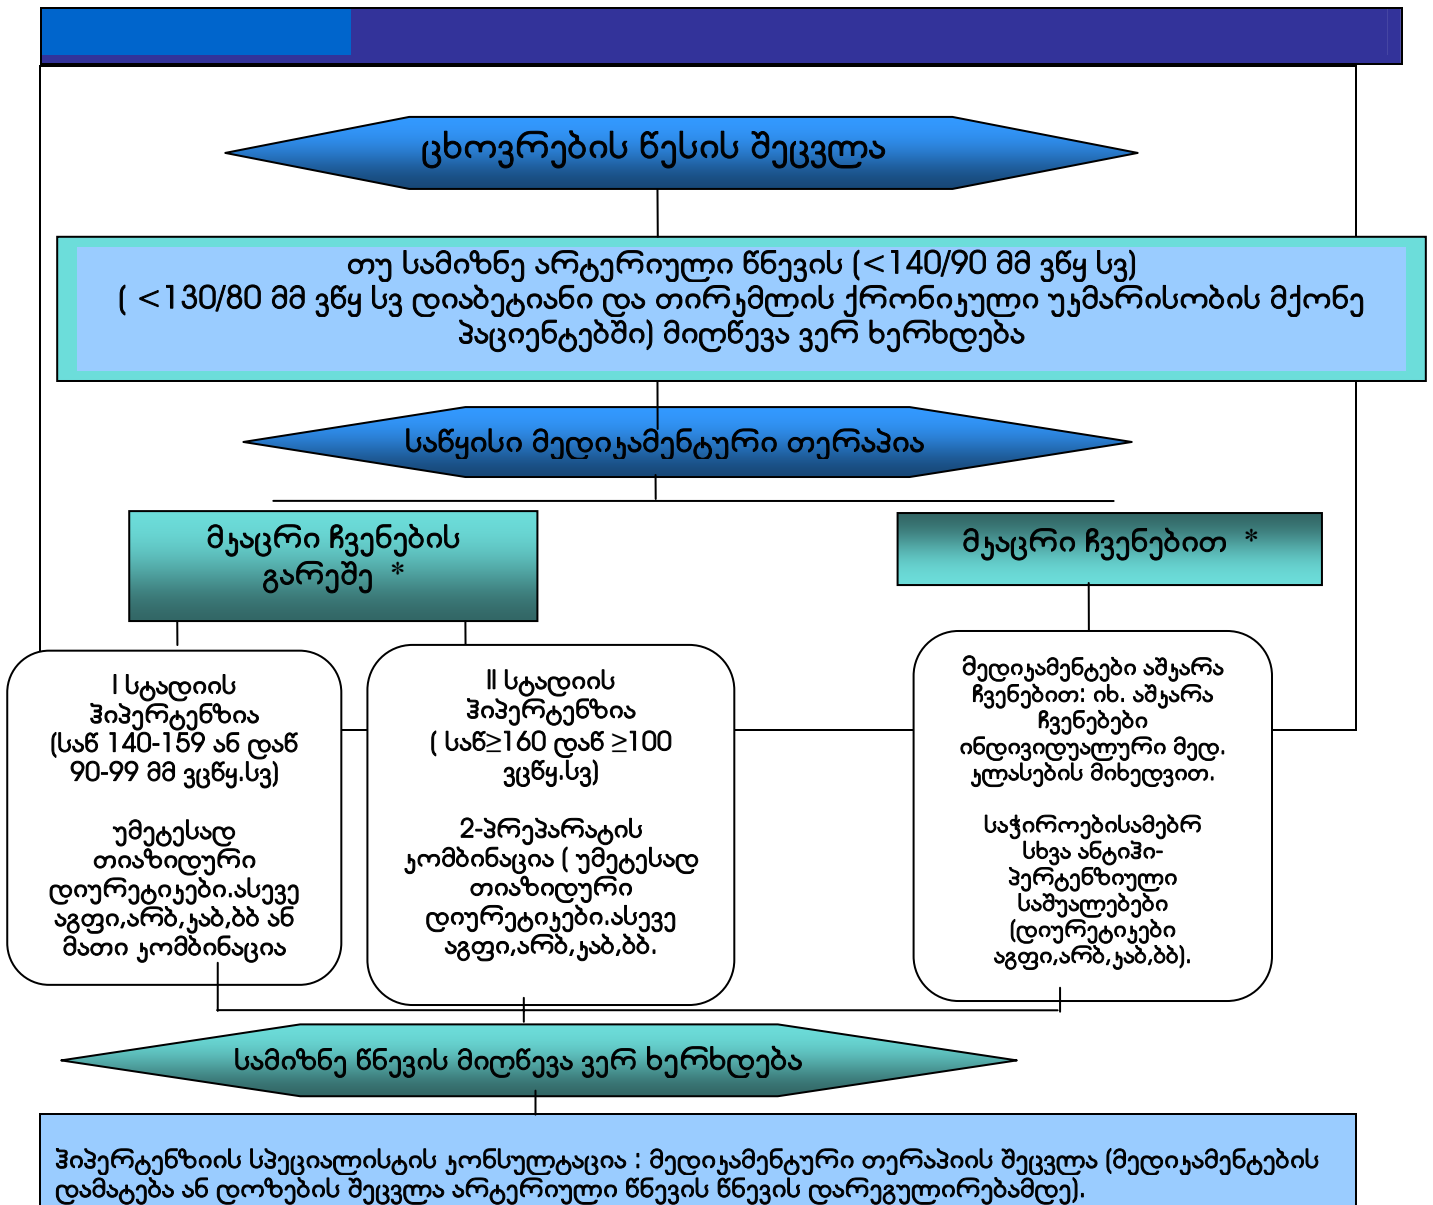 ცხოვრების წესის შეცვლა
თუ სამიზნე არტერიული წნევის (<140/90 მმ ვწყ სვ)
( <130/80 მმ ვწყ სვ დიაბეტიანი და თირკმლის ქრონიკული უკმარისობის მქონე
პაციენტებში) მიღწევა ვერ ხერხდება
საწყისი მედიკამენტური თერაპია
მკაცრი ჩვენების
გარეშე *
მკაცრი ჩვენებით *
I სტადიის
ჰიპერტენზია
(საწ 140-159 ან დაწ
90-99 მმ ვცწყ.სვ)
უმეტესად
თიაზიდური
დიურეტიკები.ასევე
აგფი,არბ,კაბ,ბბ ან
მათი კომბინაცია
II სტადიის
ჰიპერტენზია
( საწ≥160 დაწ ≥100
ვცწყ.სვ)
2-პრეპარატის
კომბინაცია ( უმეტესად
თიაზიდური
დიურეტიკები.ასევე
აგფი,არბ,კაბ,ბბ.
მედიკამენტები აშკარა
ჩვენებით: იხ. აშკარა
ჩვენებები
ინდივიდუალური მედ.
კლასების მიხედვით.
საჭიროებისამებრ
სხვა ანტიჰი-
პერტენზიული
საშუალებები
(დიურეტიკები
აგფი,არბ,კაბ,ბბ).
სამიზნე წნევის მიღწევა ვერ ხერხდება
ჰიპერტენზიის სპეციალისტის კონსულტაცია : მედიკამენტური თერაპიის შეცვლა (მედიკამენტების
დამატება ან დოზების შეცვლა არტერიული წნევის წნევის დარეგულირებამდე).